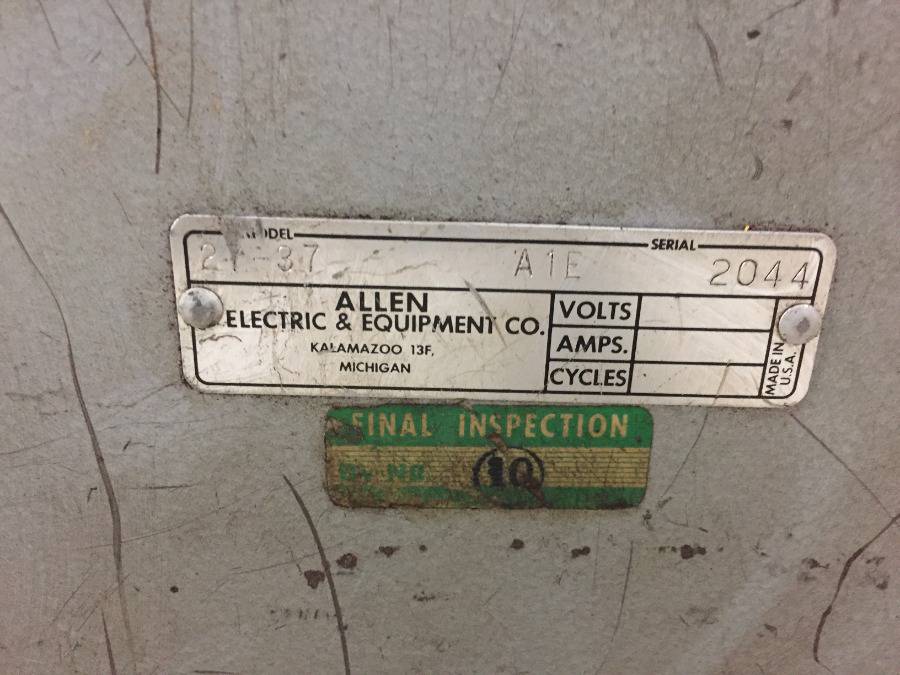 MODEL SERIAL
A1E 2044
ALLEN
ELECTRIC & EQUIPMENT CO.
KALAMAZOO 13F,
MICHIGAN
VOLTS
AMPS.
CYCLES
MADE IN
U.S.A.
FINAL INSPECTION
10